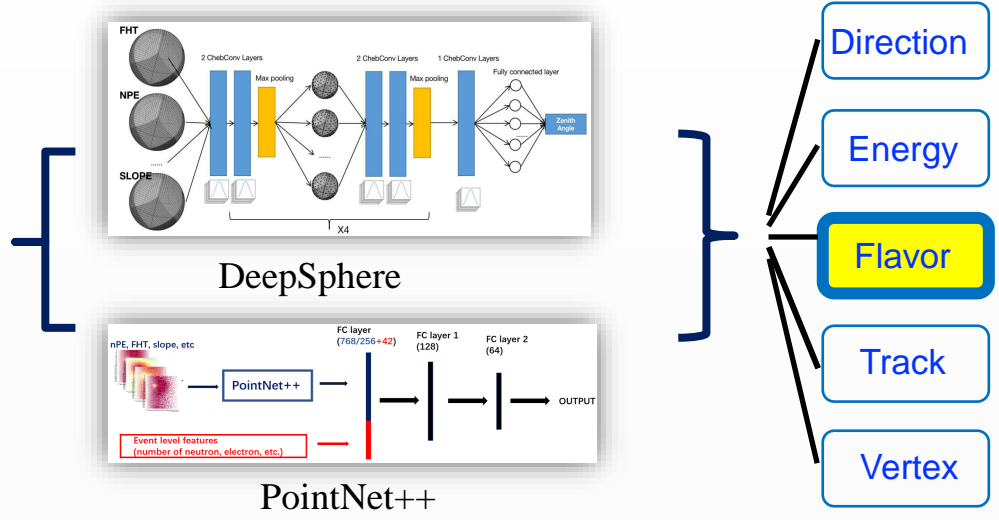 FHT
NPE
......
SLOPE
2 ChebConv Layers
Max pooling
......
2 ChebConv Layers
Max pooling
1 ChebConv Layers
Fully connected layer
......
Zenith
Angle
X4
DeepSphere
nPE, FHT, slope, etc
PointNet++
Event level features
(number of neutron, electron, etc.)
FC layer
(768/256+42)
FC layer 1
(128)
FC layer 2
(64)
OUTPUT
PointNet++
Direction
Energy
Flavor
Track
Vertex